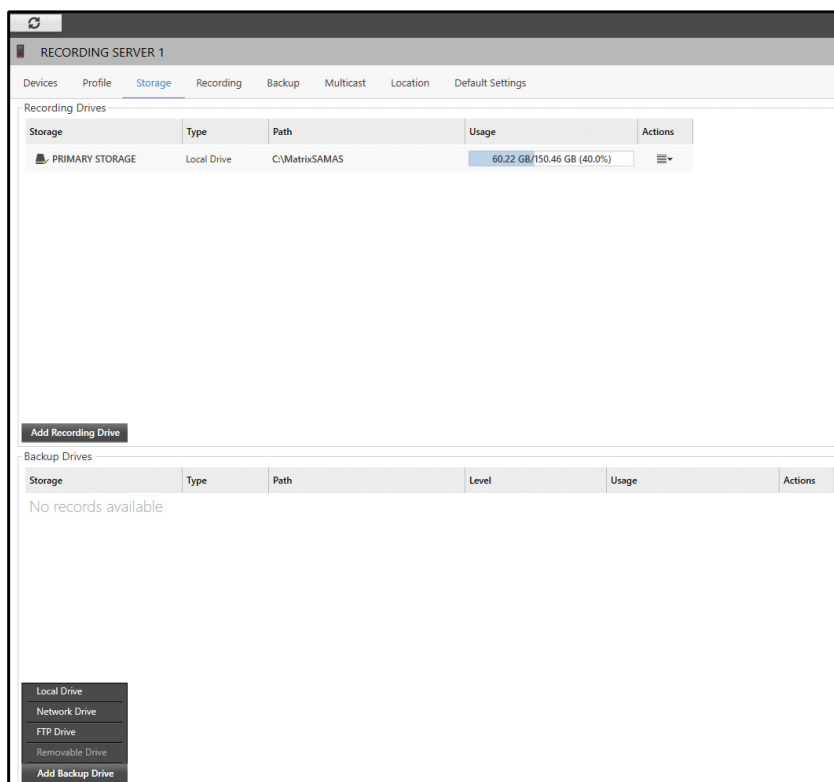 RECORDING SERVER 1
Devices Profile Storage Recording Backup Multicast Location Default Settings
Recording Drives
Storage Type Path Usage Actions
PRIMARY STORAGE Local Drive C:\MatrixSAMAS 60.22 GB/150.46 GB (40.0%)
Add Recording Drive
Backup Drives
Storage Type Path Level Usage Actions
No records available
Local Drive
Network Drive
FTP Drive
Removable Drive
Add Backup Drive